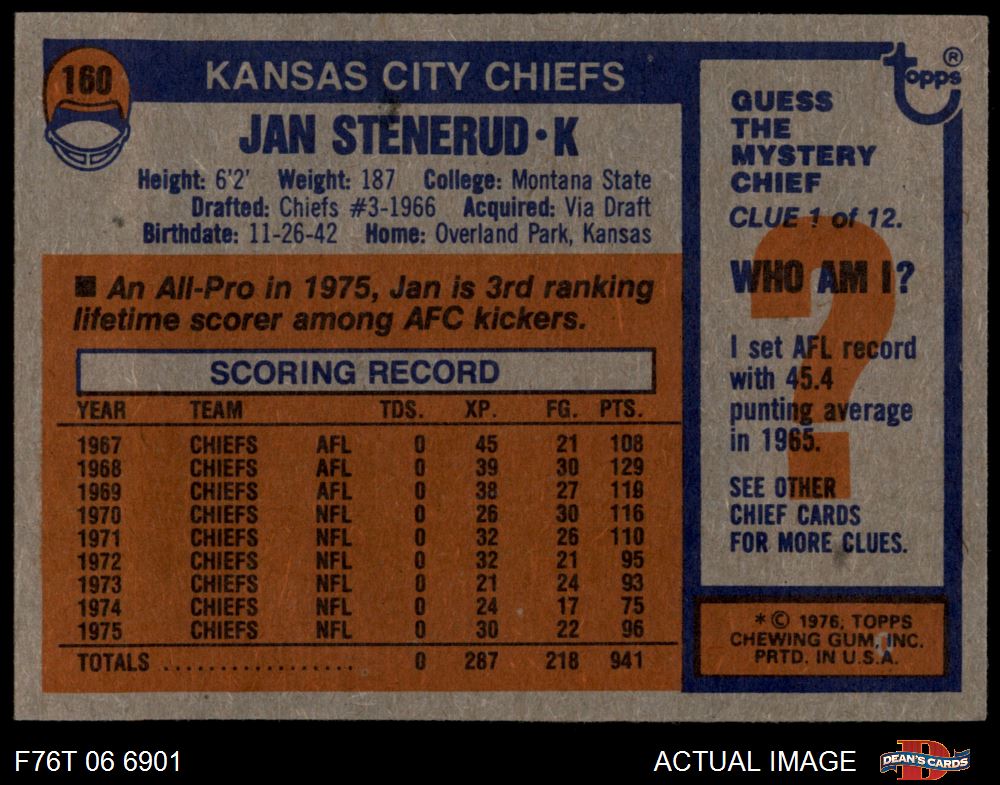 160
KANSAS CITY CHIEFS
JAN STENERUD•K
Height: 6'2' Weight: 187 College: Montana State
Drafted: Chiefs #3-1966 Acquired: Via Draft
Birthdate: 11-26-42 Home: Overland Park, Kansas
■ An All-Pro in 1975, Jan is 3rd ranking
lifetime scorer among AFC kickers.
SCORING RECORD
YEAR TEAM TDS. XP. FG. PTS.
1967 CHIEFS AFL 0 45 21 108
1968 CHIEFS AFL 0 39 30 129
1969 CHIEFS AFL 0 38 27 119
1970 CHIEFS NFL 0 26 30 116
1971 CHIEFS NFL 0 32 26 110
1972 CHIEFS NFL 0 32 21 95
1973 CHIEFS NFL 0 21 24 93
1974 CHIEFS NFL 0 24 17 75
1975 CHIEFS NFL 0 30 22 96
TOTALS .................. 0 287 218 941
topps ®
GUESS
THE
MYSTERY
CHIEF
CLUE 1 of 12.
?
WHO AM I?
I set AFL record
with 45.4
punting average
in 1965.
SEE OTHER
CHIEF CARDS
FOR MORE CLUES.
*© 1976, TOPPS
CHEWING GUM, INC.
PRTD. IN U.S.A.
F76T 06 6901
ACTUAL IMAGE
D
DEAN'S CARDS